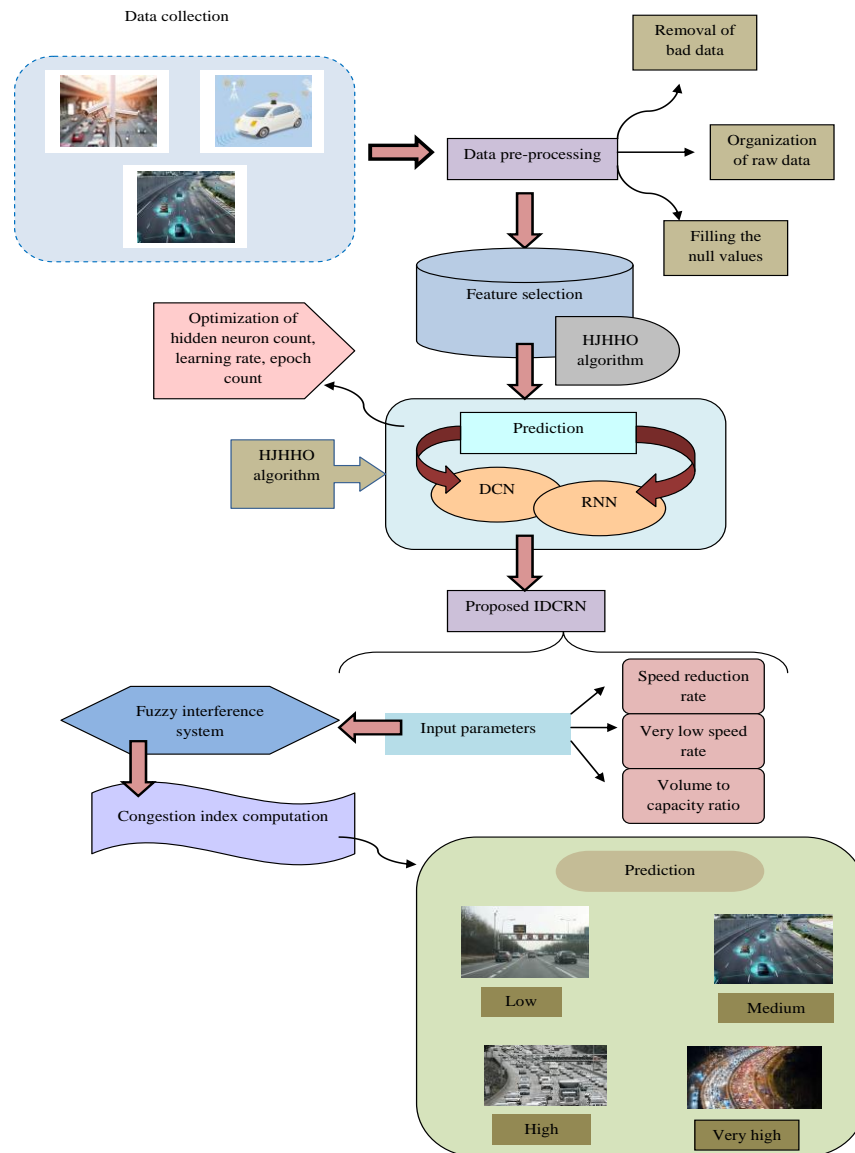 Data collection
Removal of
bad data
Data pre-processing
Organization
of raw data
Filling the
null values
Feature selection
HJHHO
algorithm
Optimization of
hidden neuron count,
learning rate, epoch
count
Prediction
HJHHO
algorithm
DCN
RNN
Proposed IDCRN
Speed reduction
rate
Fuzzy interference
system
Input parameters
Very low speed
rate
Volume to
capacity ratio
Congestion index computation
Prediction
Low
Medium
High
Very high